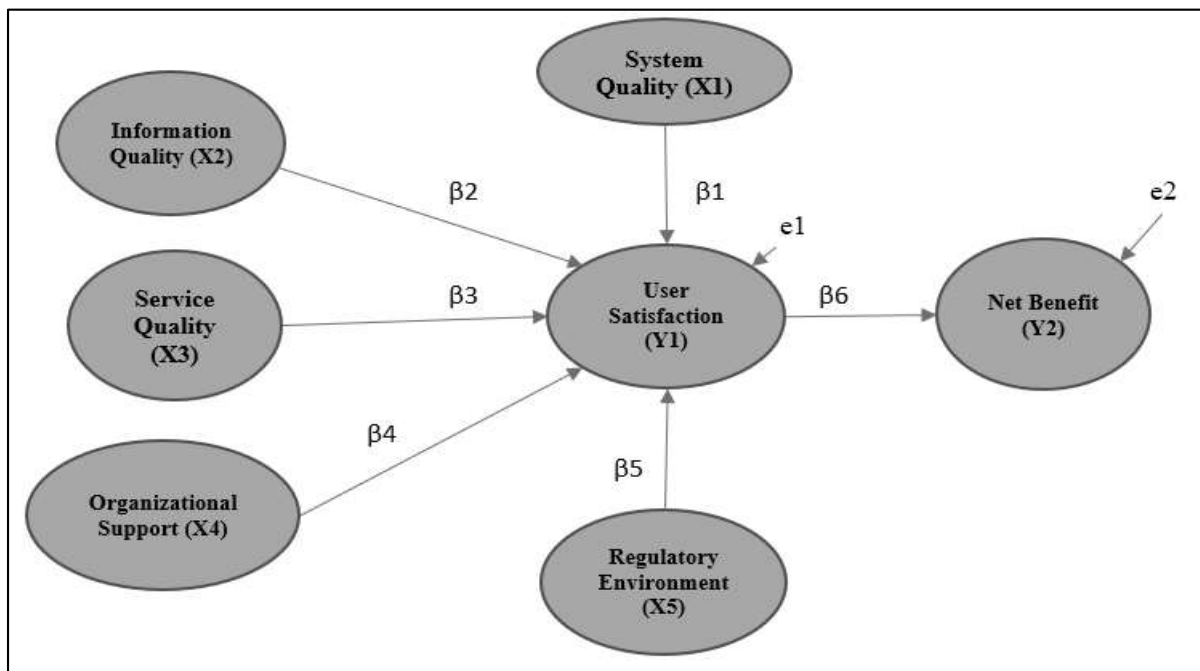 System
Quality (X1)
Information
Quality (X2)
β2
β1
e1
e2
Service
Quality
(X3)
β3
User
Satisfaction
(Y1)
β6
Net Benefit
(Y2)
β4
β5
Organizational
Support (X4)
Regulatory
Environment
(X5)